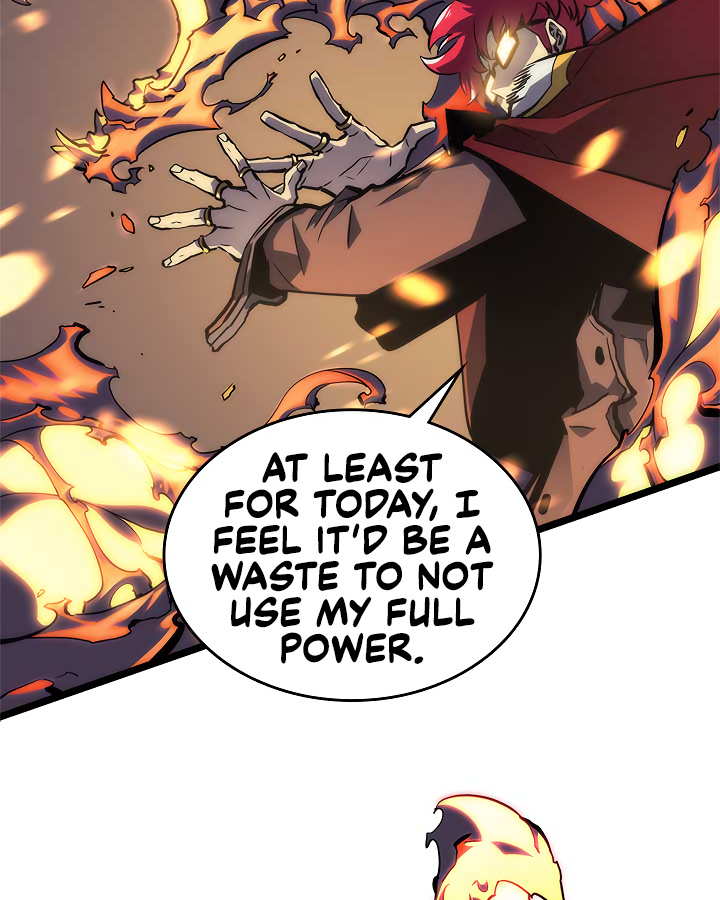 AT LEAST
FOR TODAY, I
FEEL IT'D BE A
WASTE TO NOT
USE MY FULL
POWER.